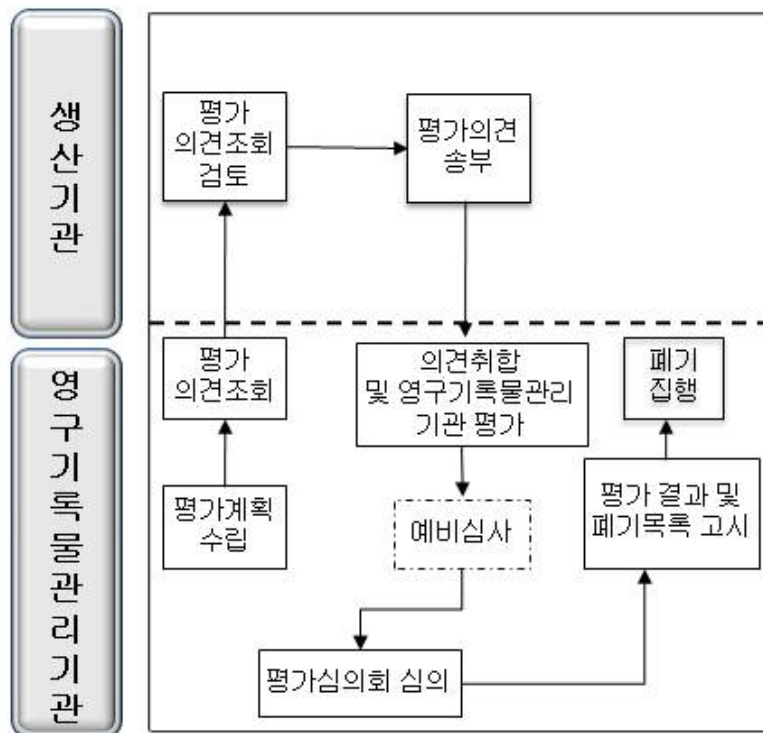 생산기관
평가
의견조회
검토
평가의견
송부
영구기록물관리기관
평가
의견조회
의견취합
및 영구기록물관리
기관 평가
폐기
집행
평가계획
수립
예비심사
평가 결과 및
폐기목록 고시
평가심의회 심의